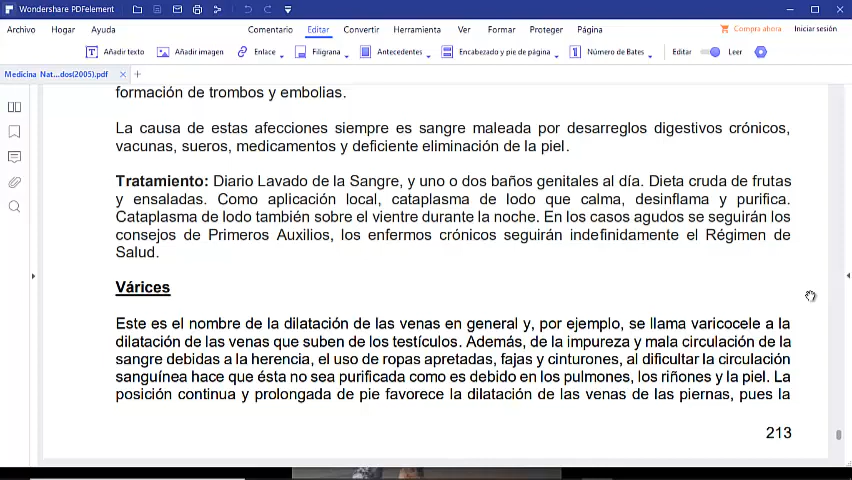 Wondershare PDFelement
Archivo Hogar Ayuda Comentario Editar Convertir Herramienta Ver Formar Proteger Página Compra ahora Iniciar sesión
Añadir texto Añadir imagen Enlace Filigrana Antecedentes Encabezado y pie de página Número de Bates Editar Leer
Medicina Nat...dos(2005).pdf
formación de trombos y embolias.
La causa de estas afecciones siempre es sangre maleada por desarreglos digestivos crónicos,
vacunas, sueros, medicamentos y deficiente eliminación de la piel.
Tratamiento: Diario Lavado de la Sangre, y uno o dos baños genitales al día. Dieta cruda de frutas
y ensaladas. Como aplicación local, cataplasma de lodo que calma, desinflama y purifica.
Cataplasma de lodo también sobre el vientre durante la noche. En los casos agudos se seguirán los
consejos de Primeros Auxilios, los enfermos crónicos seguirán indefinidamente el Régimen de
Salud.
Várices
Este es el nombre de la dilatación de las venas en general y, por ejemplo, se llama varicocele a la
dilatación de las venas que suben de los testículos. Además, de la impureza y mala circulación de la
sangre debidas a la herencia, el uso de ropas apretadas, fajas y cinturones, al dificultar la circulación
sanguínea hace que ésta no sea purificada como es debido en los pulmones, los riñones y la piel. La
posición continua y prolongada de pie favorece la dilatación de las venas de las piernas, pues la
213